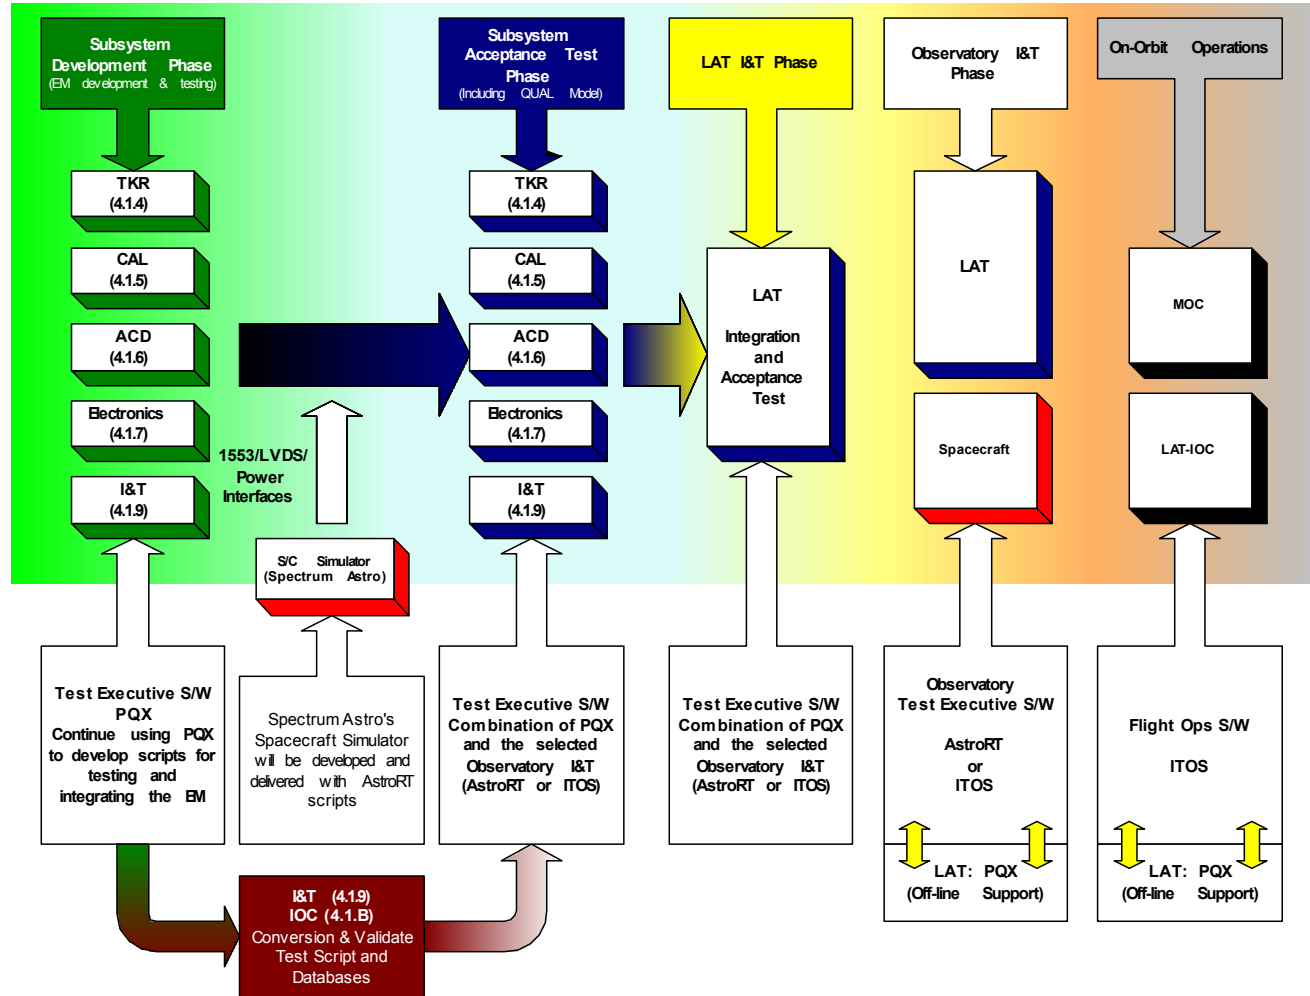 Subsystem
Development Phase
(EM development & testing)
Subsystem
Acceptance Test
Phase
(Including QUAL Model)
LAT I&T Phase
Observatory I&T
Phase
On-Orbit Operations
TKR
(4.1.4)
CAL
(4.1.5)
ACD
(4.1.6)
Electronics
(4.1.7)
I&T
(4.1.9)
1553/LVDS/
Power
Interfaces
S/C Simulator
(Spectrum Astro)
TKR
(4.1.4)
CAL
(4.1.5)
ACD
(4.1.6)
Electronics
(4.1.7)
I&T
(4.1.9)
LAT
Integration
and
Acceptance
Test
LAT
Spacecraft
MOC
LAT-IOC
Test Executive S/W
PQX
Continue using PQX
to develop scripts for
testing and
integrating the EM
Spectrum Astro's
Spacecraft Simulator
will be developed and
delivered with AstroRT
scripts
Test Executive S/W
Combination of PQX
and the selected
Observatory I&T
(AstroRT or ITOS)
Test Executive S/W
Combination of PQX
and the selected
Observatory I&T
(AstroRT or ITOS)
Observatory
Test Executive S/W
AstroRT
or
ITOS
LAT: PQX
(Off-line Support)
Flight Ops S/W
ITOS
LAT: PQX
(Off-line Support)
I&T (4.1.9)
IOC (4.1.B)
Conversion & Validate
Test Script and
Databases